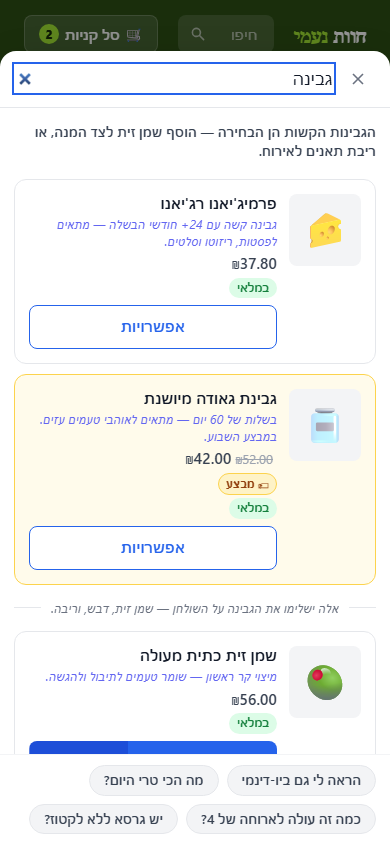 חוות נעמי
חיפו
סל קניות 2
גבינה
הגבינות הקשות הן הבחירה — הוסף שמן זית לצד המנה, או
ריבת תאנים לאירוח.
פרמיג'יאנו רג'יאנו
גבינה קשה עם 24+ חודשי הבשלה — מתאים
לפסטות, ריזוטו וסלטים.
₪37.80
במלאי
אפשרויות
גבינת גאודה מיושנת
בשלות של 60 יום — מתאים לאוהבי טעמים עזים.
במבצע השבוע.
₪52.00 ₪42.00
מבצע
במלאי
אפשרויות
אלה ישלימו את הגבינה על השולחן — שמן זית, דבש, וריבה.
שמן זית כתית מעולה
מיצוי קר ראשון — שומר טעמים לתיבול ולהגשה.
₪56.00
במלאי
הראה לי גם ביו-דינמי
מה הכי טרי היום?
כמה זה עולה לארוחה של 4?
יש גרסא ללא לקטוז?